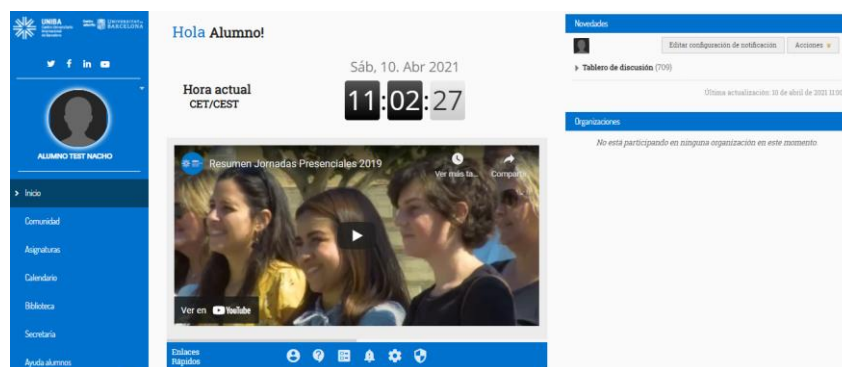 UNIBA
UNIVERSITAT DE
BARCELONA
ALUMNO TEST NACHO
Inicio
Comunidad
Asignaturas
Calendario
Biblioteca
Secretaría
Ayuda alumnos
Hola Alumno!
Sáb, 10. Abr 2021
Hora actual
CET/CEST
11:02:27
Resumen Jornadas Presenciales 2019
Ver más ta...
Ver en YouTube
Enlaces
Rápidos
Novedades
Editar configuración de notificación
Acciones
Tablero de discusión (709)
Última actualización: 10 de abril de 2021 11:00
Organizaciones
No está participando en ninguna organización en este momento